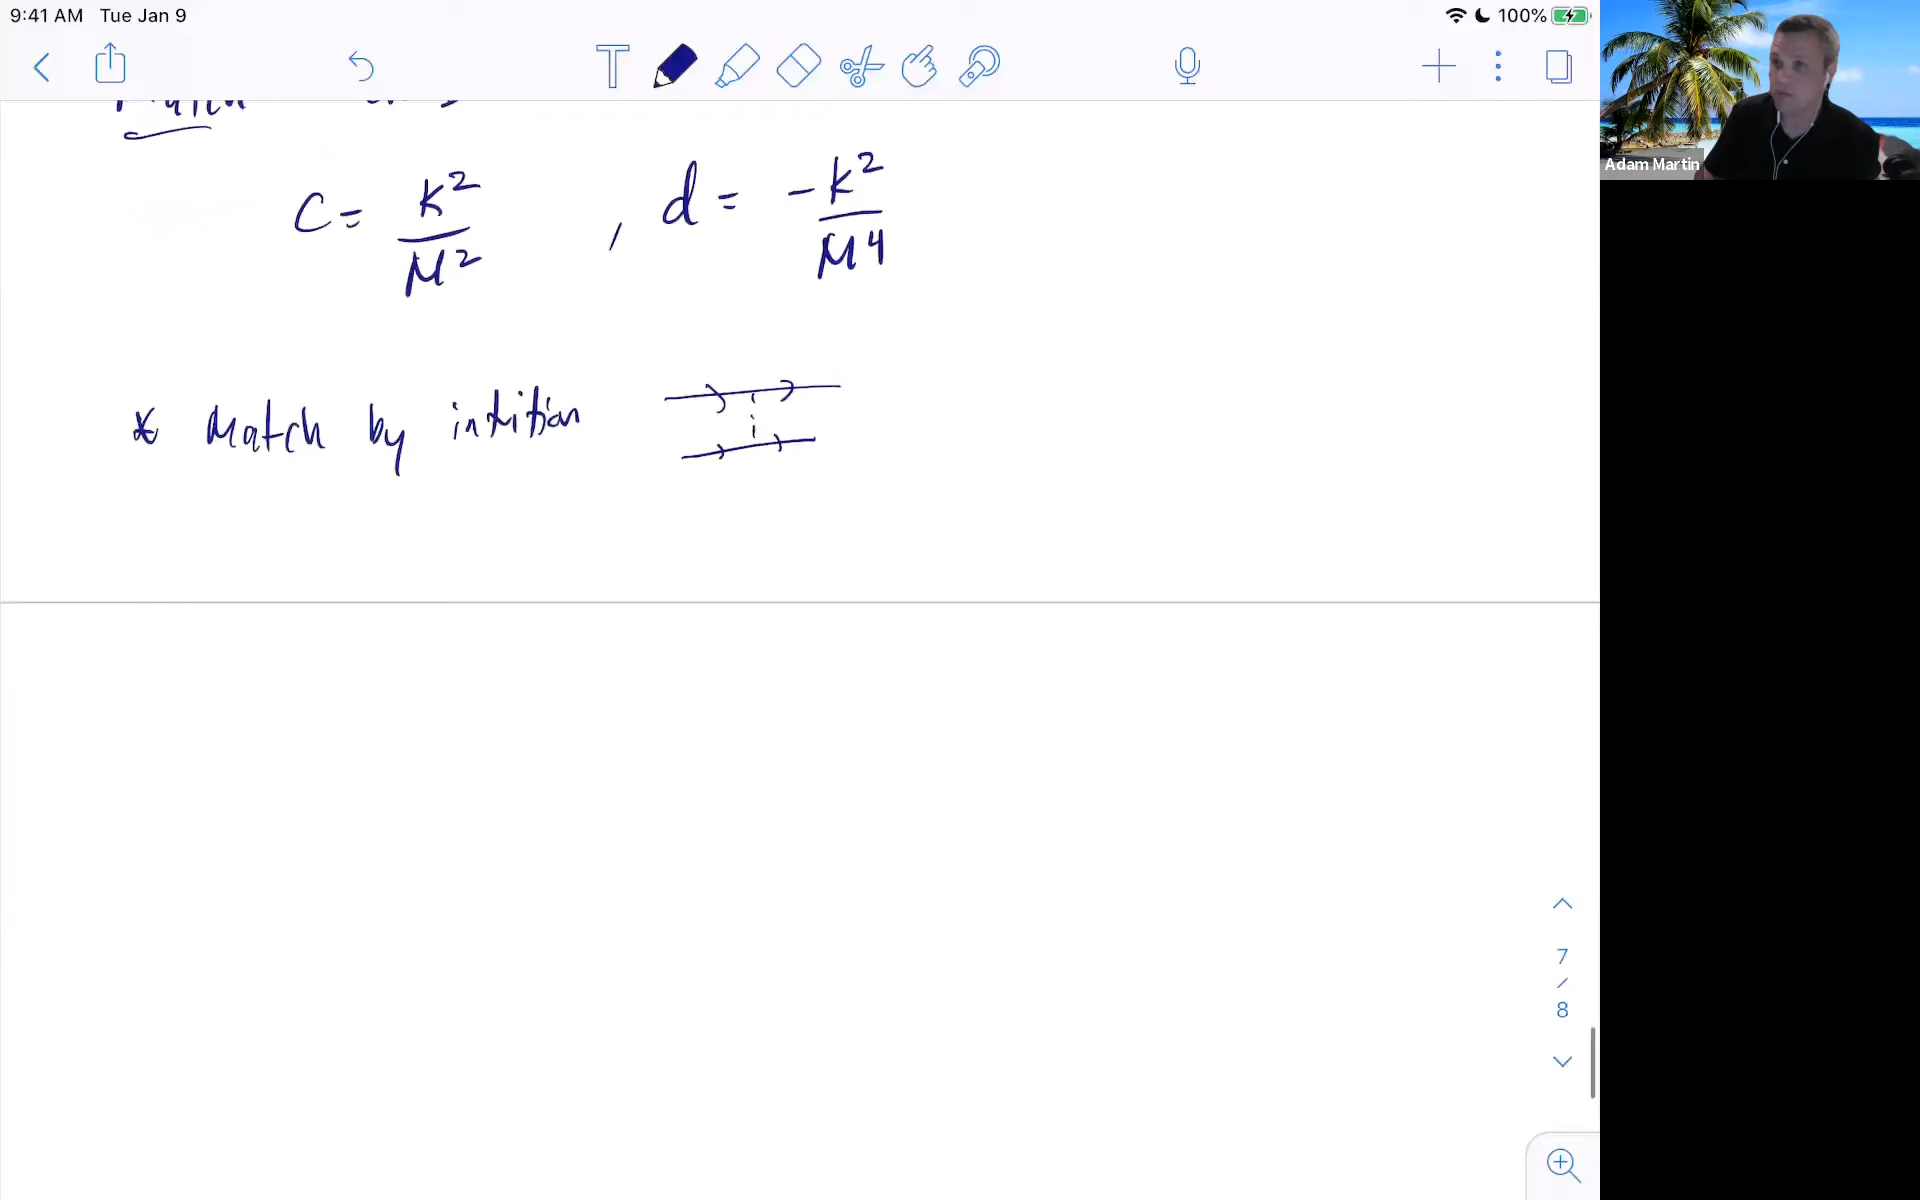 9:41 AM Tue Jan 9
100%
Adam Martin
C = K²/M² , d = -K²/M⁴
* Match by intuition
7
/
8